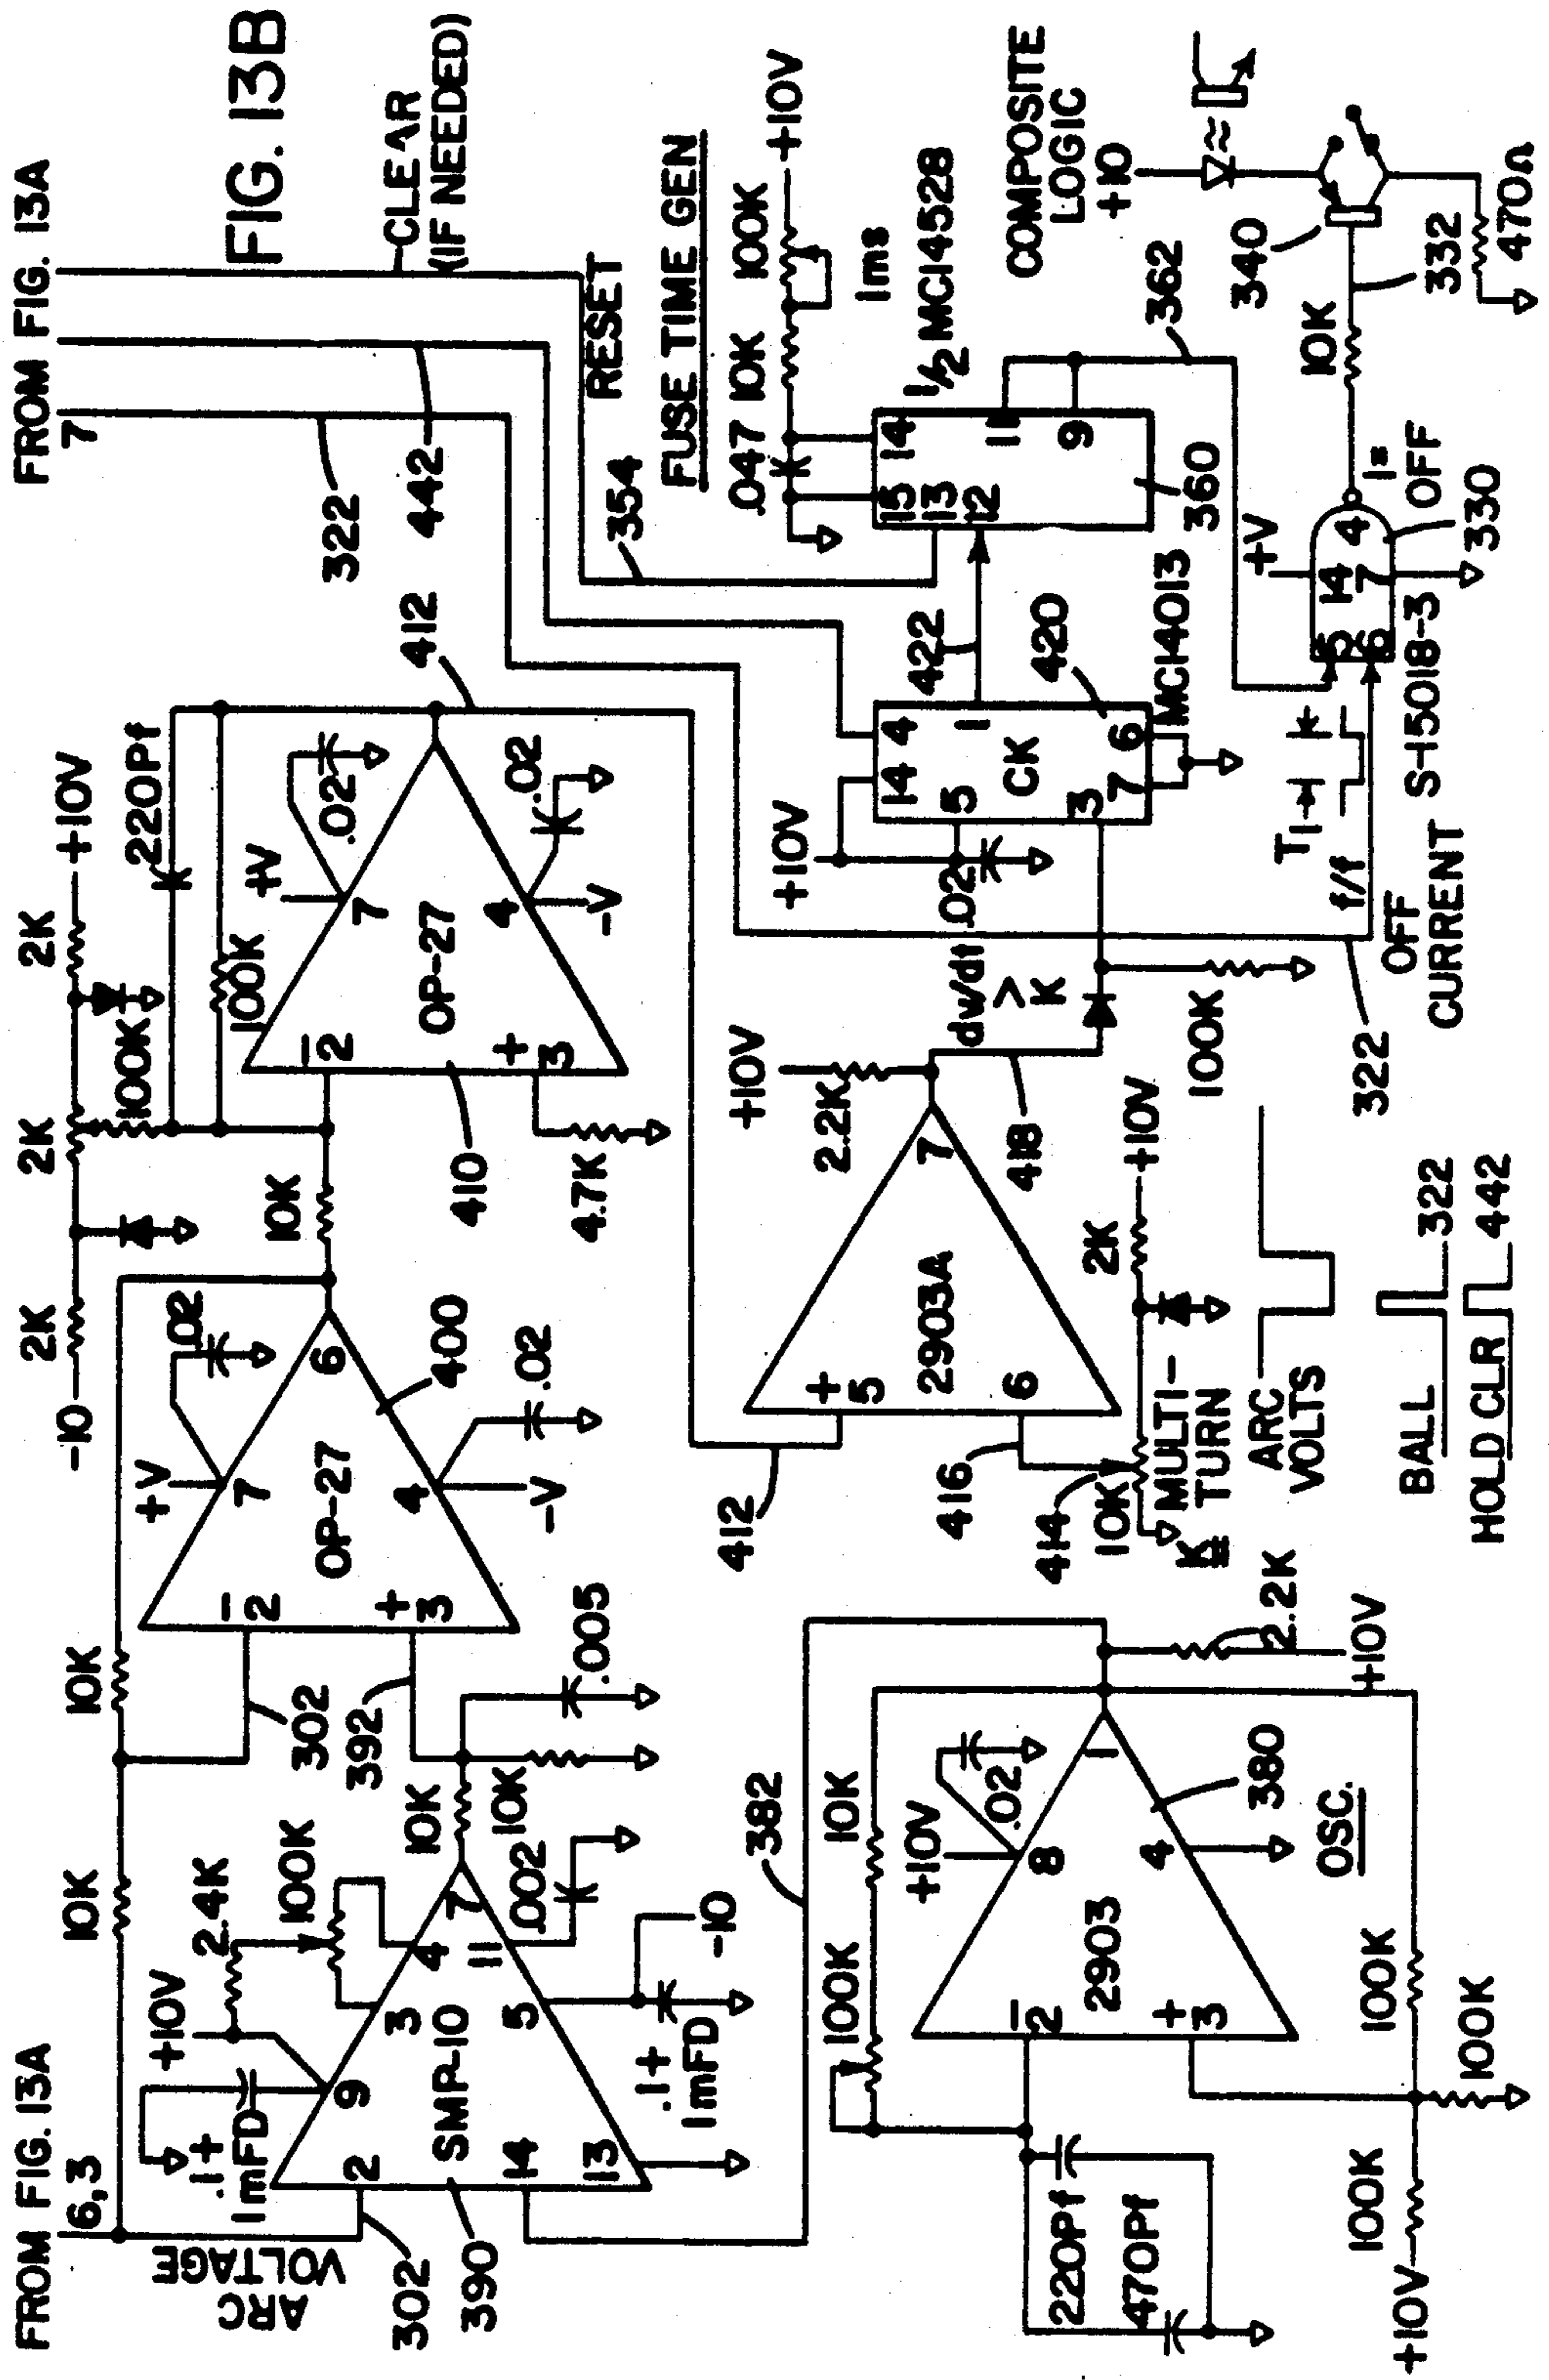 FIG. 13B
FROM FIG. 13A
6,3
ARC
VOLTAGE
302
390
.1+
1mFD
+10V
2.4K
100K
10K
2
9
3
4
7
SMP-10
14
13
5
11
.1+
1mFD
-10
.002
10K
10K
.005
302
392
10K
-
2
+
3
OP-27
+V
7
.02
6
4
-V
.02
400
-10
2K
2K
100K
2K
+10V
220Pf
100K
10K
-
2
+
3
OP-27
+V
7
.02
4
-V
.02
410
4.7K
412
FROM FIG. 13A
7
322
442
354
CLEAR
(IF NEEDED)
RESET
FUSE TIME GEN
.047
10K
100K
+10V
1ms
15
14
13
12
11
9
1/2 MC14528
360
362
382
10K
100K
+10V
.02
8
-
2
+
3
2903
1
4
380
OSC.
220Pf
470Pf
100K
100K
100K
+10V
2.2K
+10V
412
+
5
6
2903A
7
416
414
10K
MULTI-
TURN
K=
2K
+10V
2.2K
+10V
418
dv/dt
>
K
100K
+10V
.02
14
4
5
1
CK
3
7
6
MC14013
420
422
322
OFF
CURRENT
T1
f/f
S-15018-3
5
6
14
4
7
+V
1=
OFF
330
10K
332
340
470Ω
COMPOSITE
LOGIC
+10
ARC
VOLTS
BALL
322
HOLD CLR
442